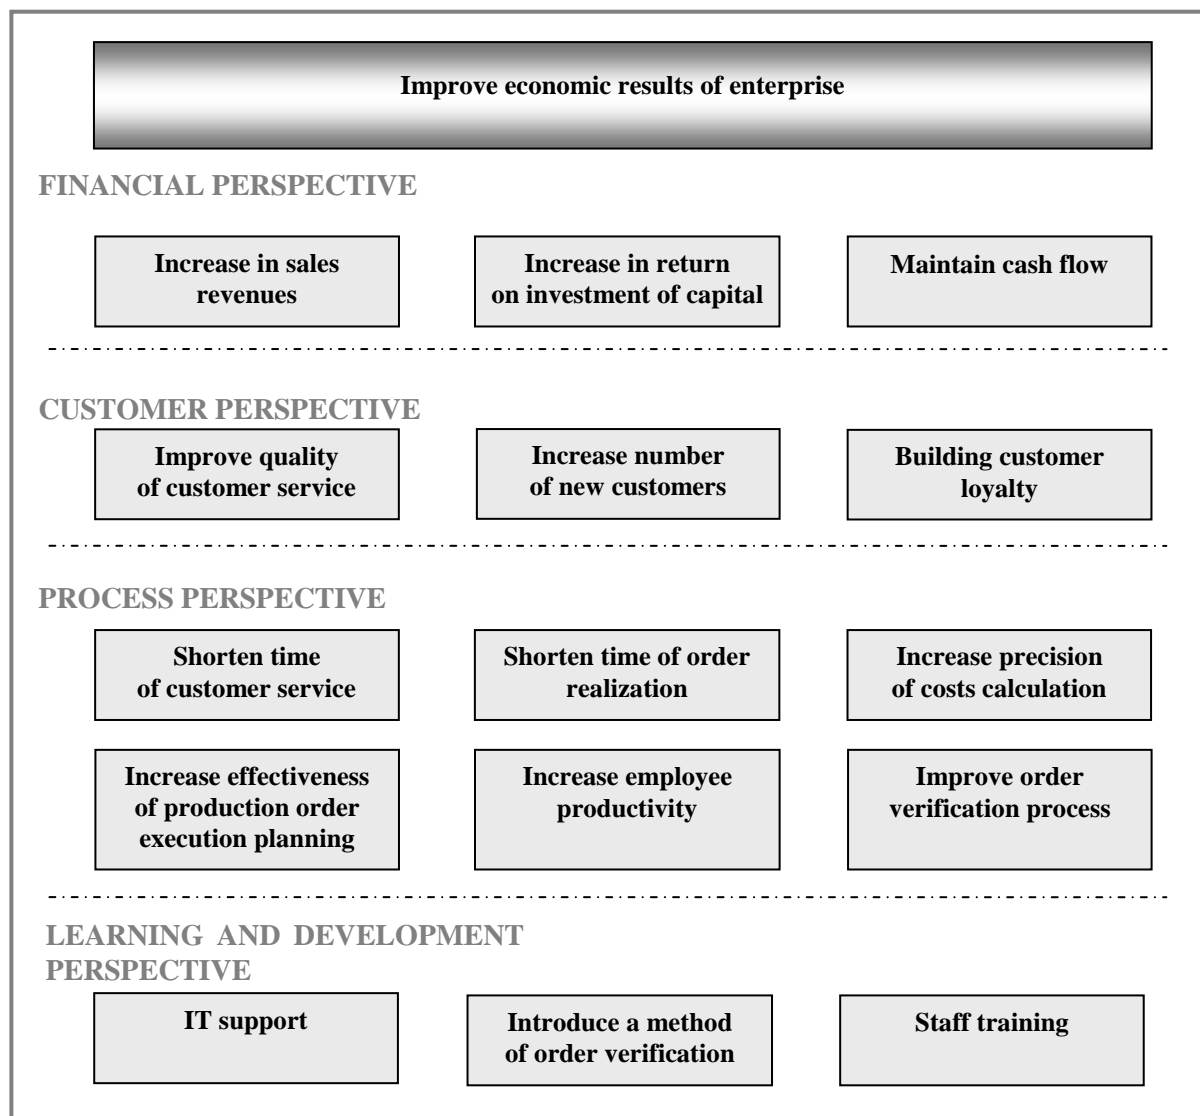 Improve economic results of enterprise
FINANCIAL PERSPECTIVE
Increase in sales
revenues
Increase in return
on investment of capital
Maintain cash flow
CUSTOMER PERSPECTIVE
Improve quality
of customer service
Increase number
of new customers
Building customer
loyalty
PROCESS PERSPECTIVE
Shorten time
of customer service
Shorten time of order
realization
Increase precision
of costs calculation
Increase effectiveness
of production order
execution planning
Increase employee
productivity
Improve order
verification process
LEARNING AND DEVELOPMENT
PERSPECTIVE
IT support
Introduce a method
of order verification
Staff training